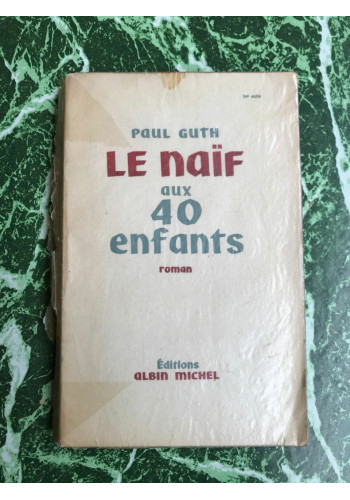 PAUL GUTH
LE NAÏF
aux
40
enfants
roman
Éditions
ALBIN MICHEL